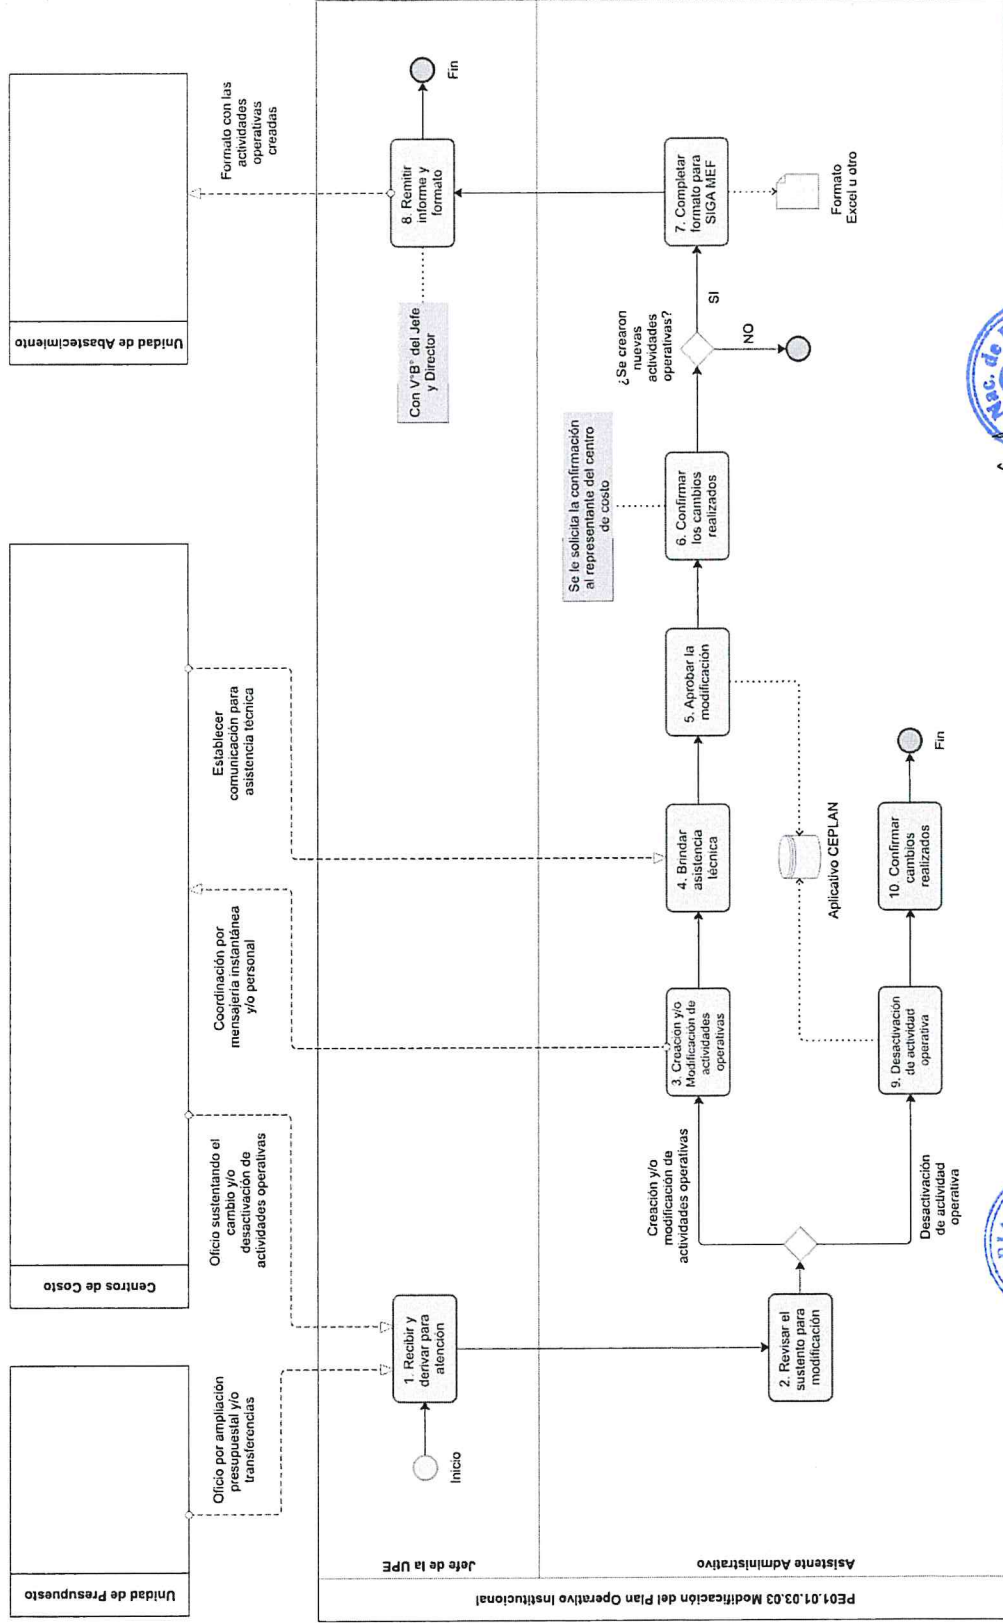 Unidad de Presupuesto
Centros de Costo
Unidad de Abastecimiento
Oficio por ampliación
presupuestal y/o
transferencias
Oficio sustentando el
cambio y/o
desactivación de
actividades operativas
Coordinación por
mensajería instantánea
y/o personal
Establecer
comunicación para
asistencia técnica
Formato con las
actividades
operativas
creadas
PE01.01.03.03 Modificación del Plan Operativo Institucional
Jefe de la UPE
Inicio
1. Recibir y
derivar para
atención
Con V°B° del Jefe
y Director
8. Remitir
informe y
formato
Fin
Asistente Administrativo
2. Revisar el
sustento para
modificación
Creación y/o
modificación de
actividades operativas
Desactivación
de actividad
operativa
3. Creación y/o
Modificación de
actividades
operativas
4. Brindar
asistencia
técnica
5. Aprobar la
modificación
Se le solicita la confirmación
al representante del centro
de costo
6. Confirmar
los cambios
realizados
¿Se crearon
nuevas
actividades
operativas?
SI
NO
7. Completar
formato para
SIGA MEF
Formato
Excel u otro
Aplicativo CEPLAN
9. Desactivación
de actividad
operativa
10. Confirmar
cambios
realizados
Fin
Nac. de